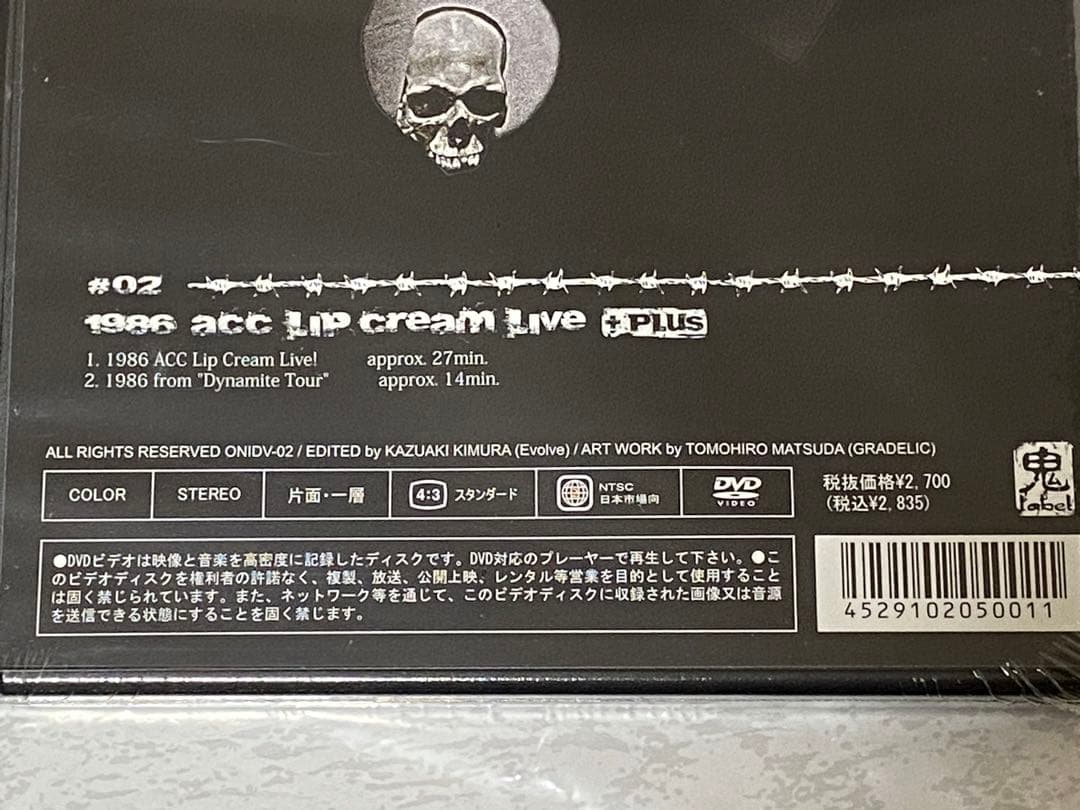 #02
1986 acc Lip cream Live +Plus
1. 1986 ACC Lip Cream Live! approx. 27min.
2. 1986 from "Dynamite Tour" approx. 14min.
ALL RIGHTS RESERVED ONIDV-02 / EDITED by KAZUAKI KIMURA (Evolve) / ART WORK by TOMOHIRO MATSUDA (GRADELIC)
COLOR STEREO 片面・一層 4:3 スタンダード NTSC 日本市場向 DVD VIDEO
税抜価格¥2,700
(税込¥2,835)
鬼
Label
●DVDビデオは映像と音楽を高密度に記録したディスクです。DVD対応のプレーヤーで再生して下さい。●こ
のビデオディスクを権利者の許諾なく、複製、放送、公開上映、レンタル等営業を目的として使用すること
は固く禁じられています。また、ネットワーク等を通じて、このビデオディスクに収録された画像又は音源
を送信できる状態にすることを固く禁じます。
4529102050011